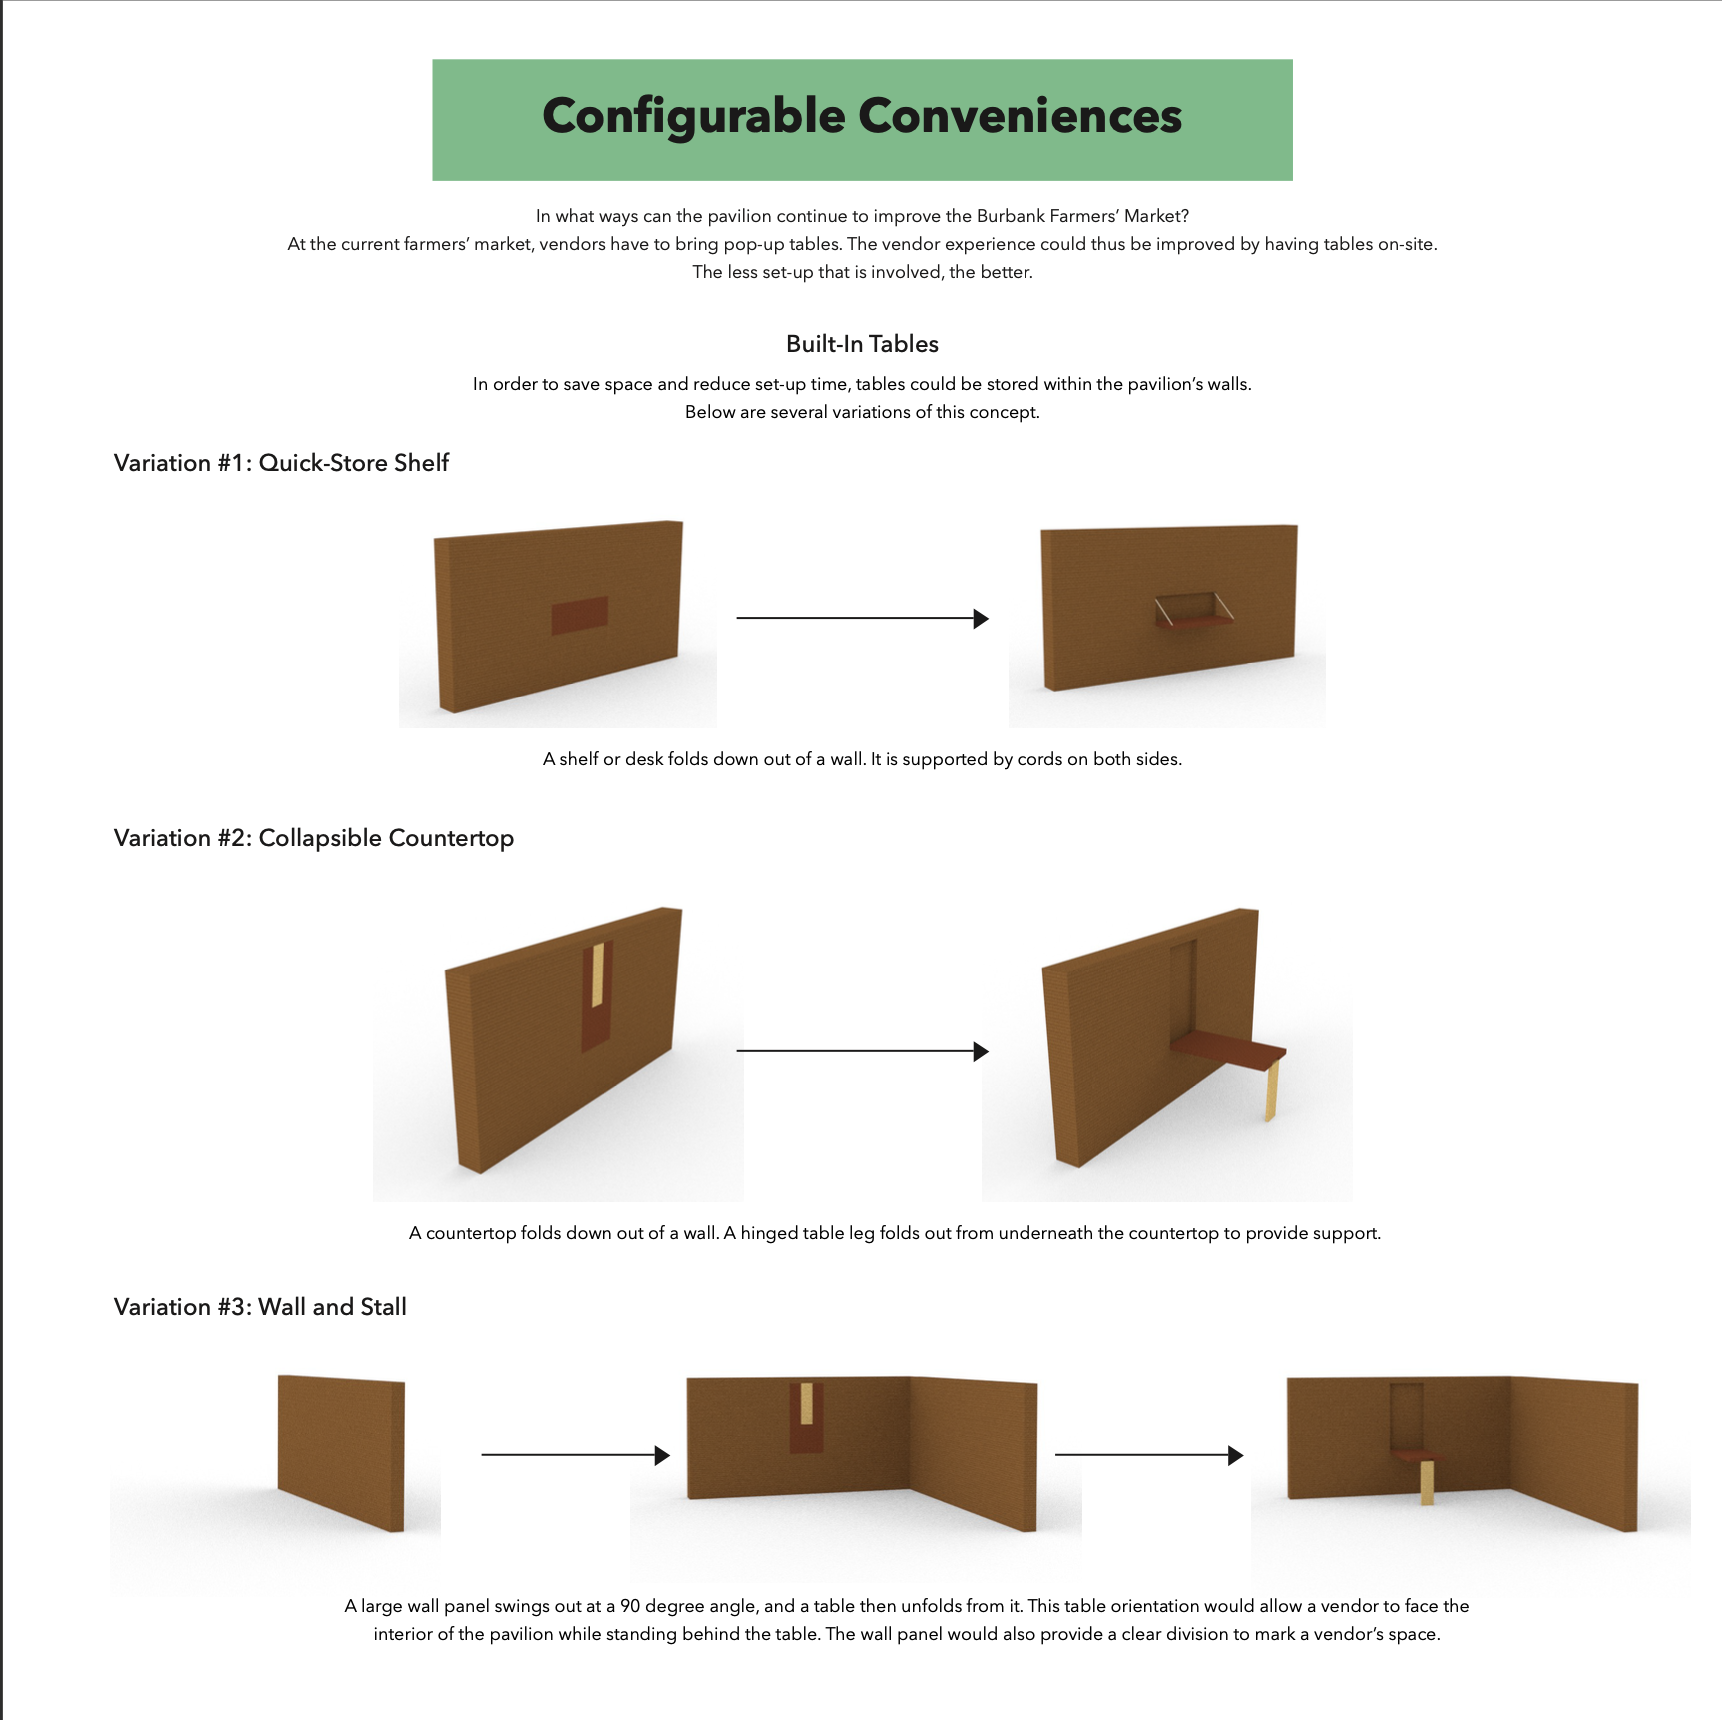 Configurable Conveniences
In what ways can the pavilion continue to improve the Burbank Farmers’ Market?
At the current farmers’ market, vendors have to bring pop-up tables. The vendor experience could thus be improved by having tables on-site.
The less set-up that is involved, the better.
Built-In Tables
In order to save space and reduce set-up time, tables could be stored within the pavilion’s walls.
Below are several variations of this concept.
Variation #1: Quick-Store Shelf
A shelf or desk folds down out of a wall. It is supported by cords on both sides.
Variation #2: Collapsible Countertop
A countertop folds down out of a wall. A hinged table leg folds out from underneath the countertop to provide support.
Variation #3: Wall and Stall
A large wall panel swings out at a 90 degree angle, and a table then unfolds from it. This table orientation would allow a vendor to face the
interior of the pavilion while standing behind the table. The wall panel would also provide a clear division to mark a vendor’s space.